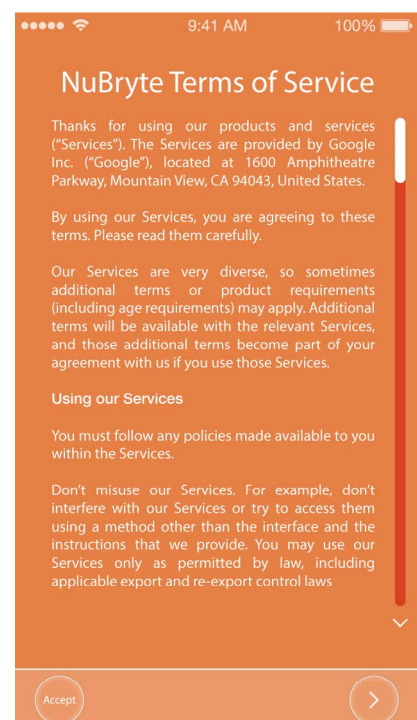 9:41 AM
100%
NuBryte Terms of Service
Thanks for using our products and services
(“Services”). The Services are provided by Google
Inc. (“Google”), located at 1600 Amphitheatre
Parkway, Mountain View, CA 94043, United States.
By using our Services, you are agreeing to these
terms. Please read them carefully.
Our Services are very diverse, so sometimes
additional terms or product requirements
(including age requirements) may apply. Additional
terms will be available with the relevant Services,
and those additional terms become part of your
agreement with us if you use those Services.
Using our Services
You must follow any policies made available to you
within the Services.
Don’t misuse our Services. For example, don’t
interfere with our Services or try to access them
using a method other than the interface and the
instructions that we provide. You may use our
Services only as permitted by law, including
applicable export and re-export control laws
Accept